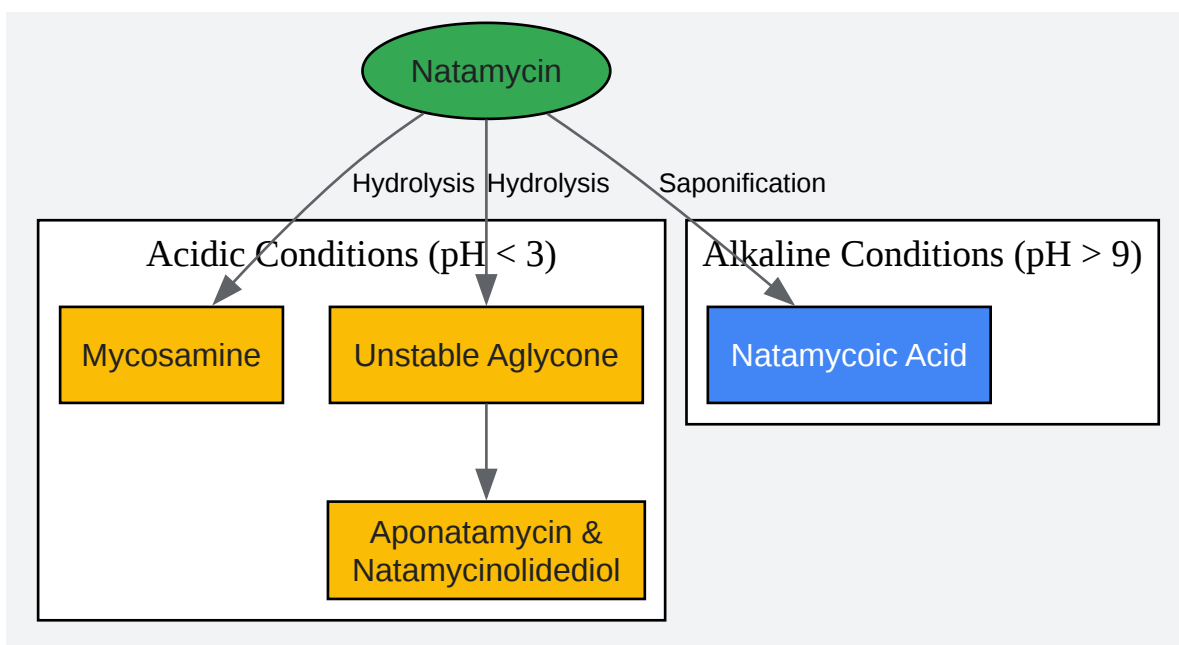 Natamycin
Hydrolysis
Hydrolysis
Saponification
Acidic Conditions (pH < 3)
Alkaline Conditions (pH > 9)
Mycosamine
Unstable Aglycone
Natamycoic Acid
Aponatamycin &
Natamycinolidediol